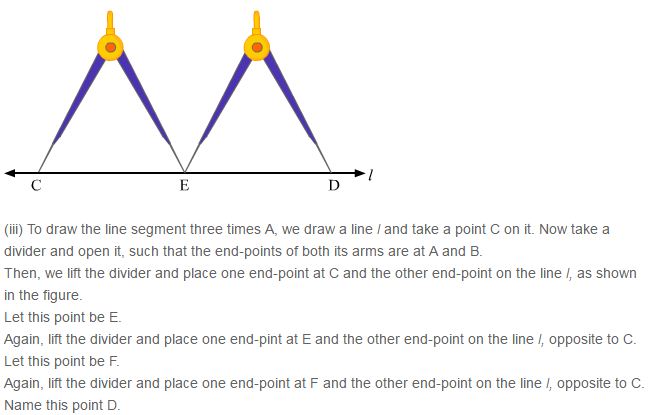 C E D l
(iii) To draw the line segment three times A, we draw a line l and take a point C on it. Now take a
divider and open it, such that the end-points of both its arms are at A and B.
Then, we lift the divider and place one end-point at C and the other end-point on the line l, as shown
in the figure.
Let this point be E.
Again, lift the divider and place one end-pint at E and the other end-point on the line l, opposite to C.
Let this point be F.
Again, lift the divider and place one end-point at F and the other end-point on the line l, opposite to C.
Name this point D.